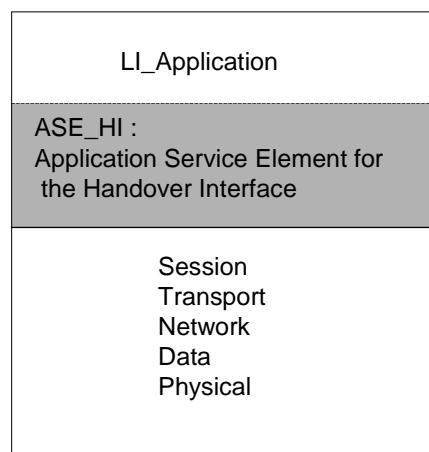 LI_Application
ASE_HI :
Application Service Element for
the Handover Interface
Session
Transport
Network
Data
Physical